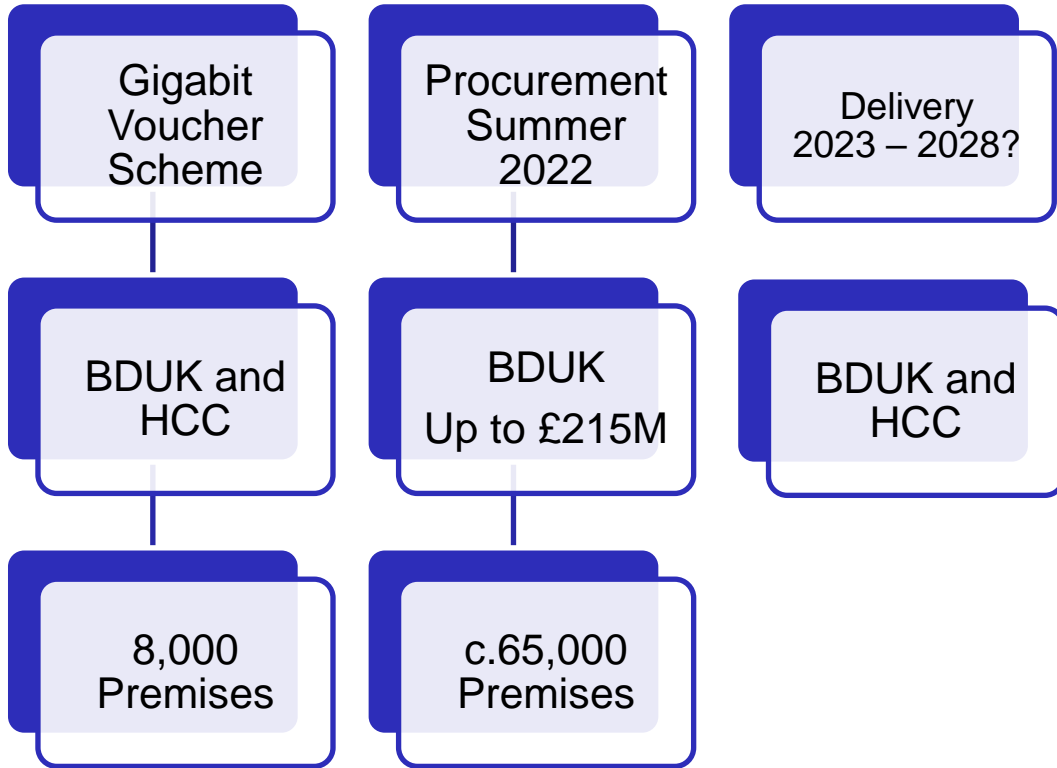 Gigabit
Voucher
Scheme
Procurement
Summer
2022
Delivery
2023 – 2028?
BDUK and
HCC
BDUK
Up to £215M
BDUK and
HCC
8,000
Premises
c.65,000
Premises